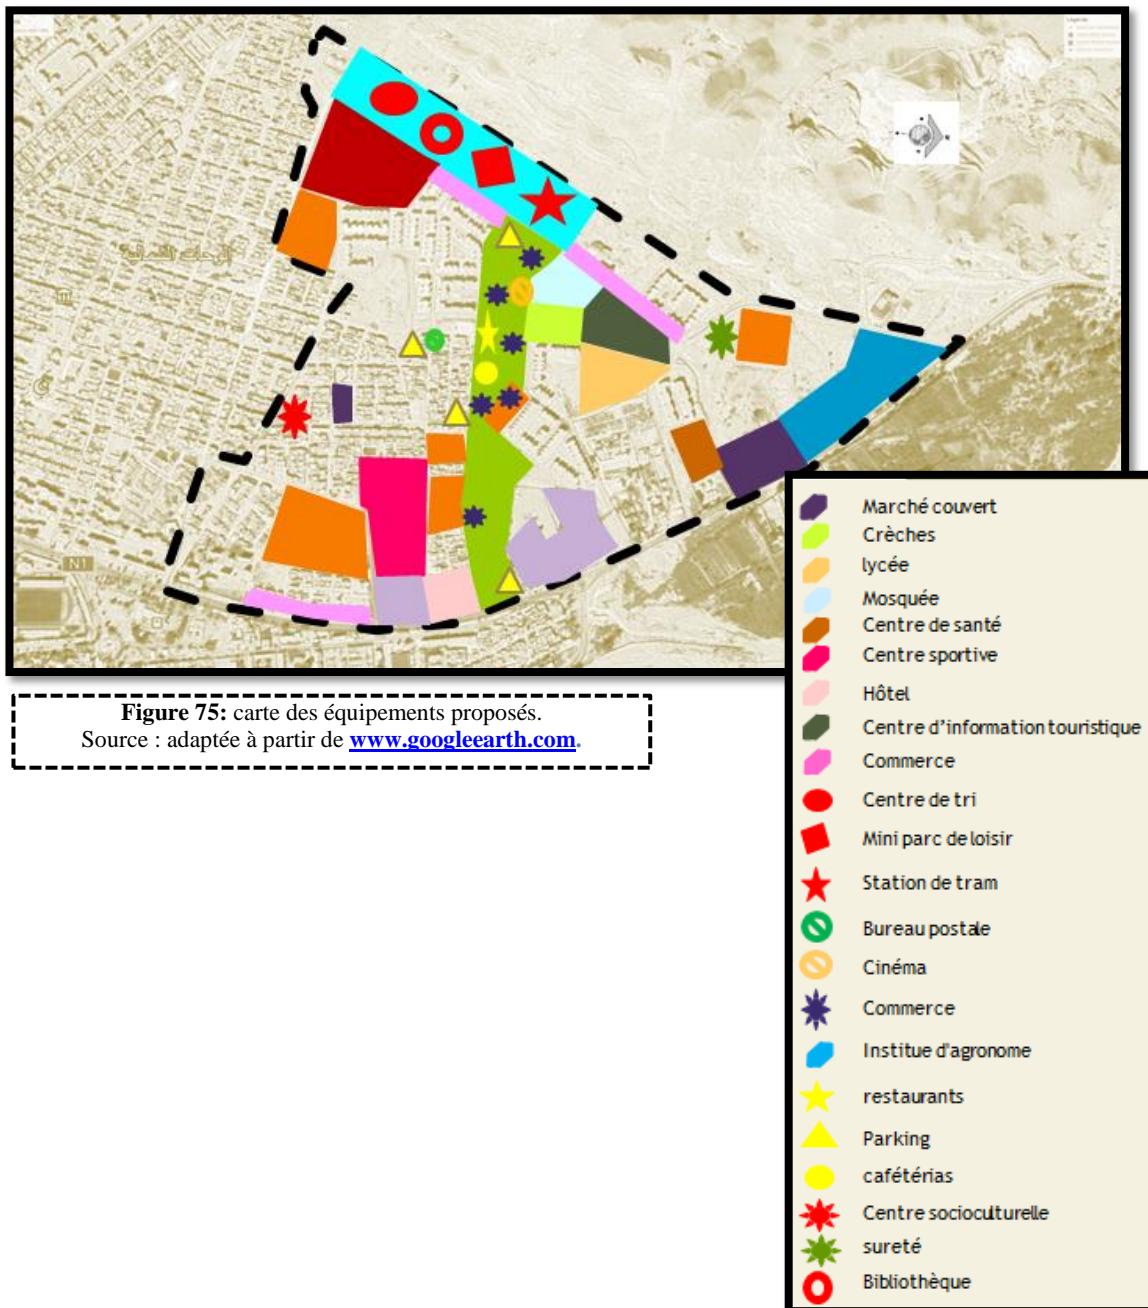 N1
Figure 75: carte des équipements proposés.
Source : adaptée à partir de www.googleearth.com.
Marché couvert
Crèches
lycée
Mosquée
Centre de santé
Centre sportive
Hôtel
Centre d'information touristique
Commerce
Centre de tri
Mini parc de loisir
Station de tram
Bureau postale
Cinéma
Commerce
Institue d'agronome
restaurants
Parking
cafétérias
Centre socioculturelle
sureté
Bibliothèque